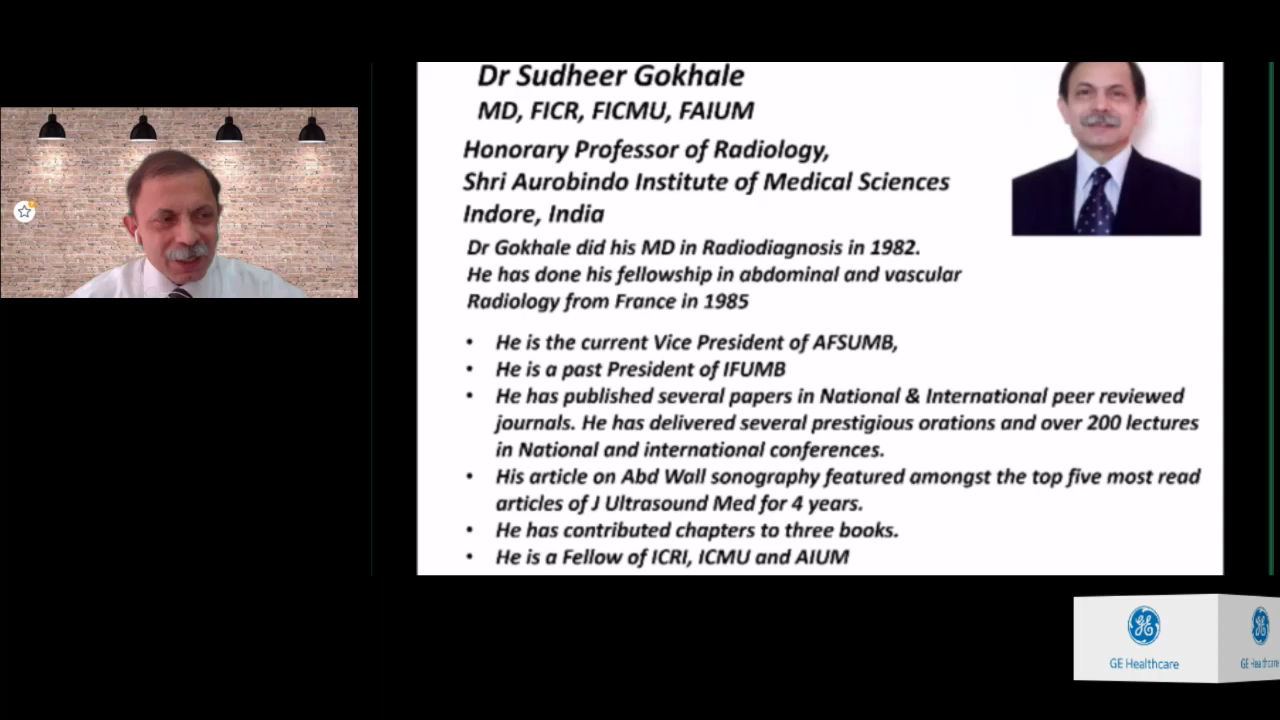 Dr Sudheer Gokhale
MD, FICR, FICMU, FAIUM
Honorary Professor of Radiology,
Shri Aurobindo Institute of Medical Sciences
Indore, India
Dr Gokhale did his MD in Radiodiagnosis in 1982.
He has done his fellowship in abdominal and vascular
Radiology from France in 1985
• He is the current Vice President of AFSUMB,
• He is a past President of IFUMB
• He has published several papers in National & International peer reviewed
journals. He has delivered several prestigious orations and over 200 lectures
in National and international conferences.
• His article on Abd Wall sonography featured amongst the top five most read
articles of J Ultrasound Med for 4 years.
• He has contributed chapters to three books.
• He is a Fellow of ICRI, ICMU and AIUM
GE
GE Healthcare
GE
GE Healthcare